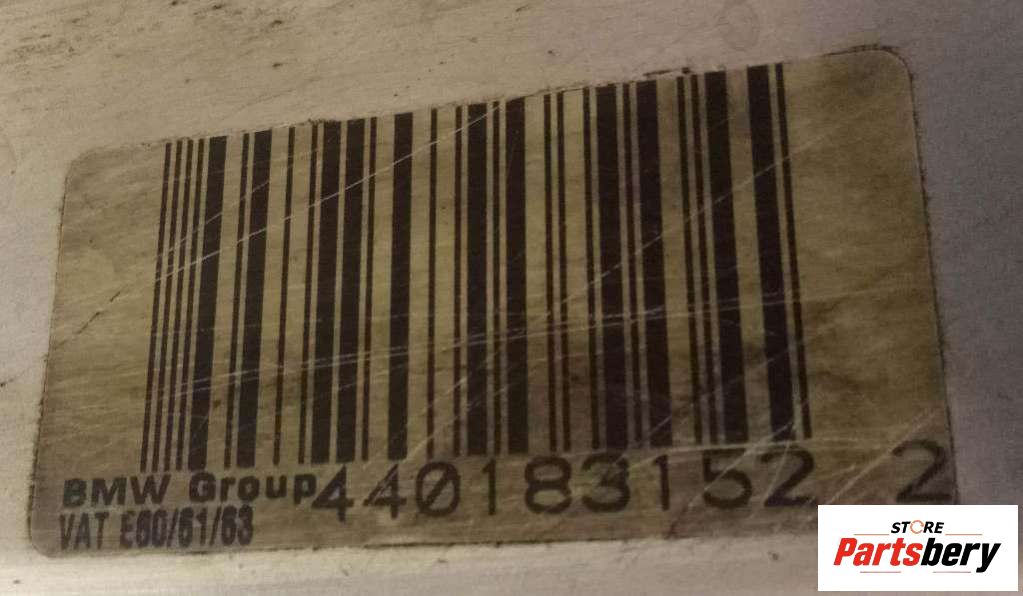 BMW Group 440183152 2
VAT E60/61/63
STORE
Partsbery